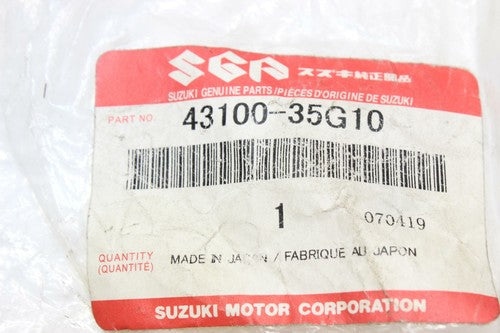 SGP スズキ純正部品
SUZUKI GENUINE PARTS/PIÈCES D'ORIGINE DE SUZUKI
PART NO. 43100-35G10
1 070419
QUANTITY
(QUANTITÉ)
MADE IN JAPAN / FABRIQUE AU JAPON
SUZUKI MOTOR CORPORATION